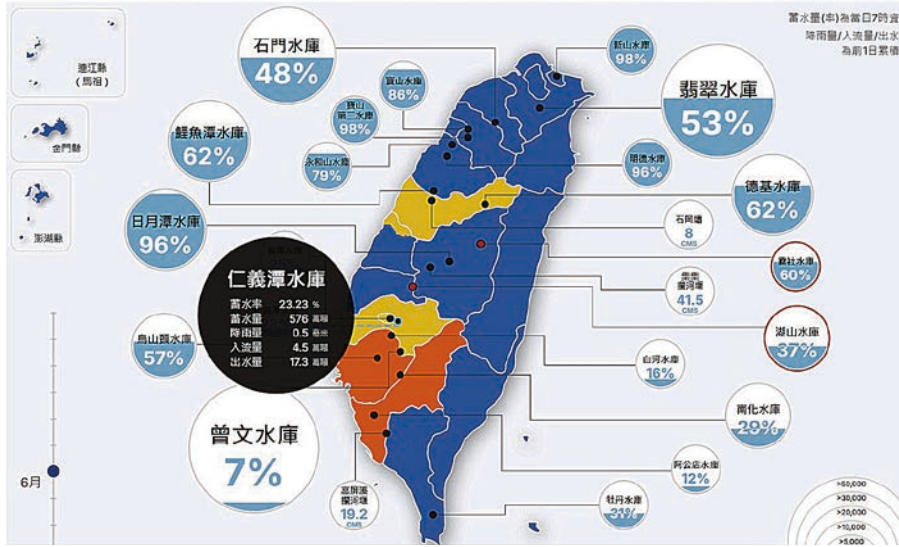 蓄水量(率)為當日7時資
降雨量/入流量/出水
為前1日累積
連江縣
(馬祖)
金門縣
澎湖縣
石門水庫
48%
新山水庫
98%
寶山水庫
86%
寶山
第二水庫
98%
永和山水庫
79%
鯉魚潭水庫
62%
翡翠水庫
53%
明德水庫
96%
德基水庫
62%
日月潭水庫
96%
石岡壩
8
CMS
霧社水庫
60%
集集
攔河堰
41.5
CMS
仁義潭水庫
蓄水率 23.23 %
蓄水量 576 萬噸
降雨量 0.5 毫米
入流量 4.5 萬噸
出水量 17.3 萬噸
湖山水庫
37%
烏山頭水庫
57%
白河水庫
16%
曾文水庫
7%
南化水庫
29%
阿公店水庫
12%
高屏溪
攔河堰
19.2
CMS
牡丹水庫
31%
6月
>60,000
>30,000
>20,000
>10,000
>5,000